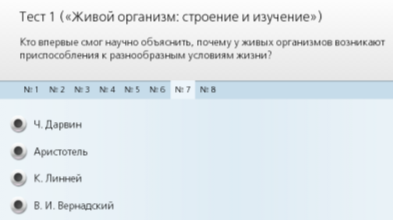 Тест 1 («Живой организм: строение и изучение»)
Кто впервые смог научно объяснить, почему у живых организмов возникают
приспособления к разнообразным условиям жизни?
№ 1 № 2 № 3 № 4 № 5 № 6 № 7 № 8
Ч. Дарвин
Аристотель
К. Линней
В. И. Вернадский